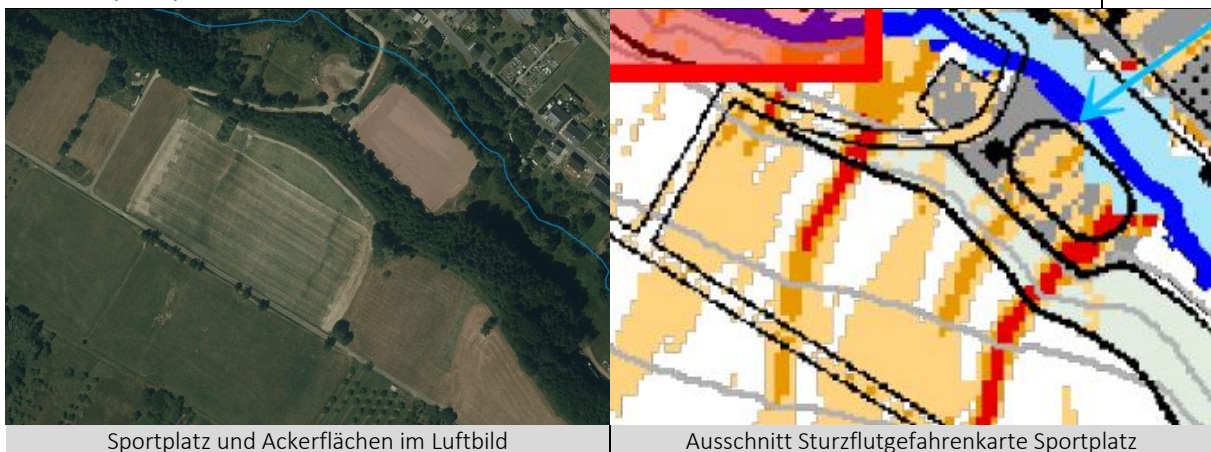 Sportplatz und Ackerflächen im Luftbild
Ausschnitt Sturzflutgefahrenkarte Sportplatz